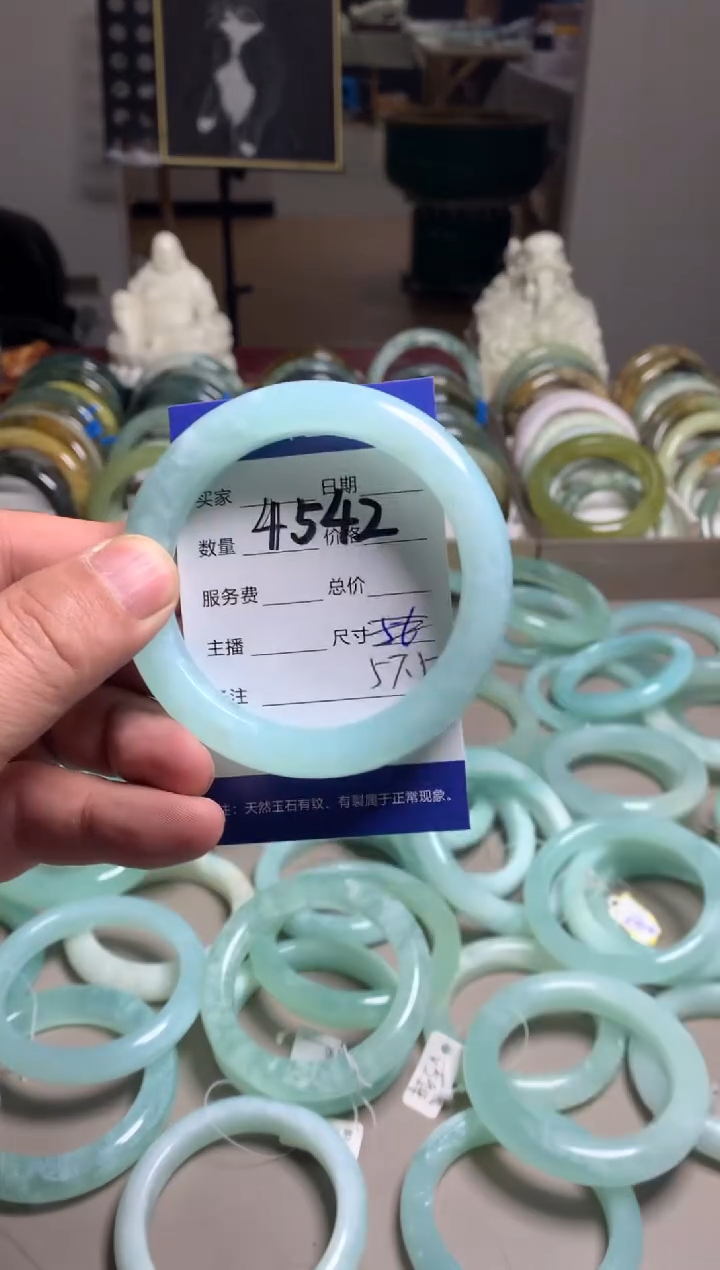 买家 日期
4542
数量 价格
服务费 总价
主播 尺寸 56
57.5
注
注：天然玉石有纹、有裂属于正常现象。